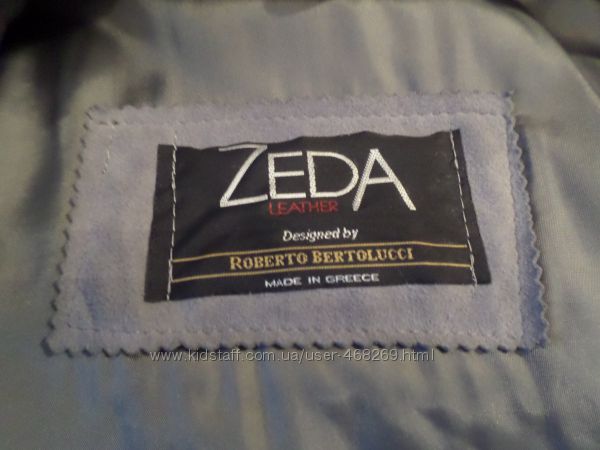 ZEDA
LEATHER
Designed by
ROBERTO BERTOLUCCI
MADE IN GREECE
www.kidstaff.com.ua/user-468269.html